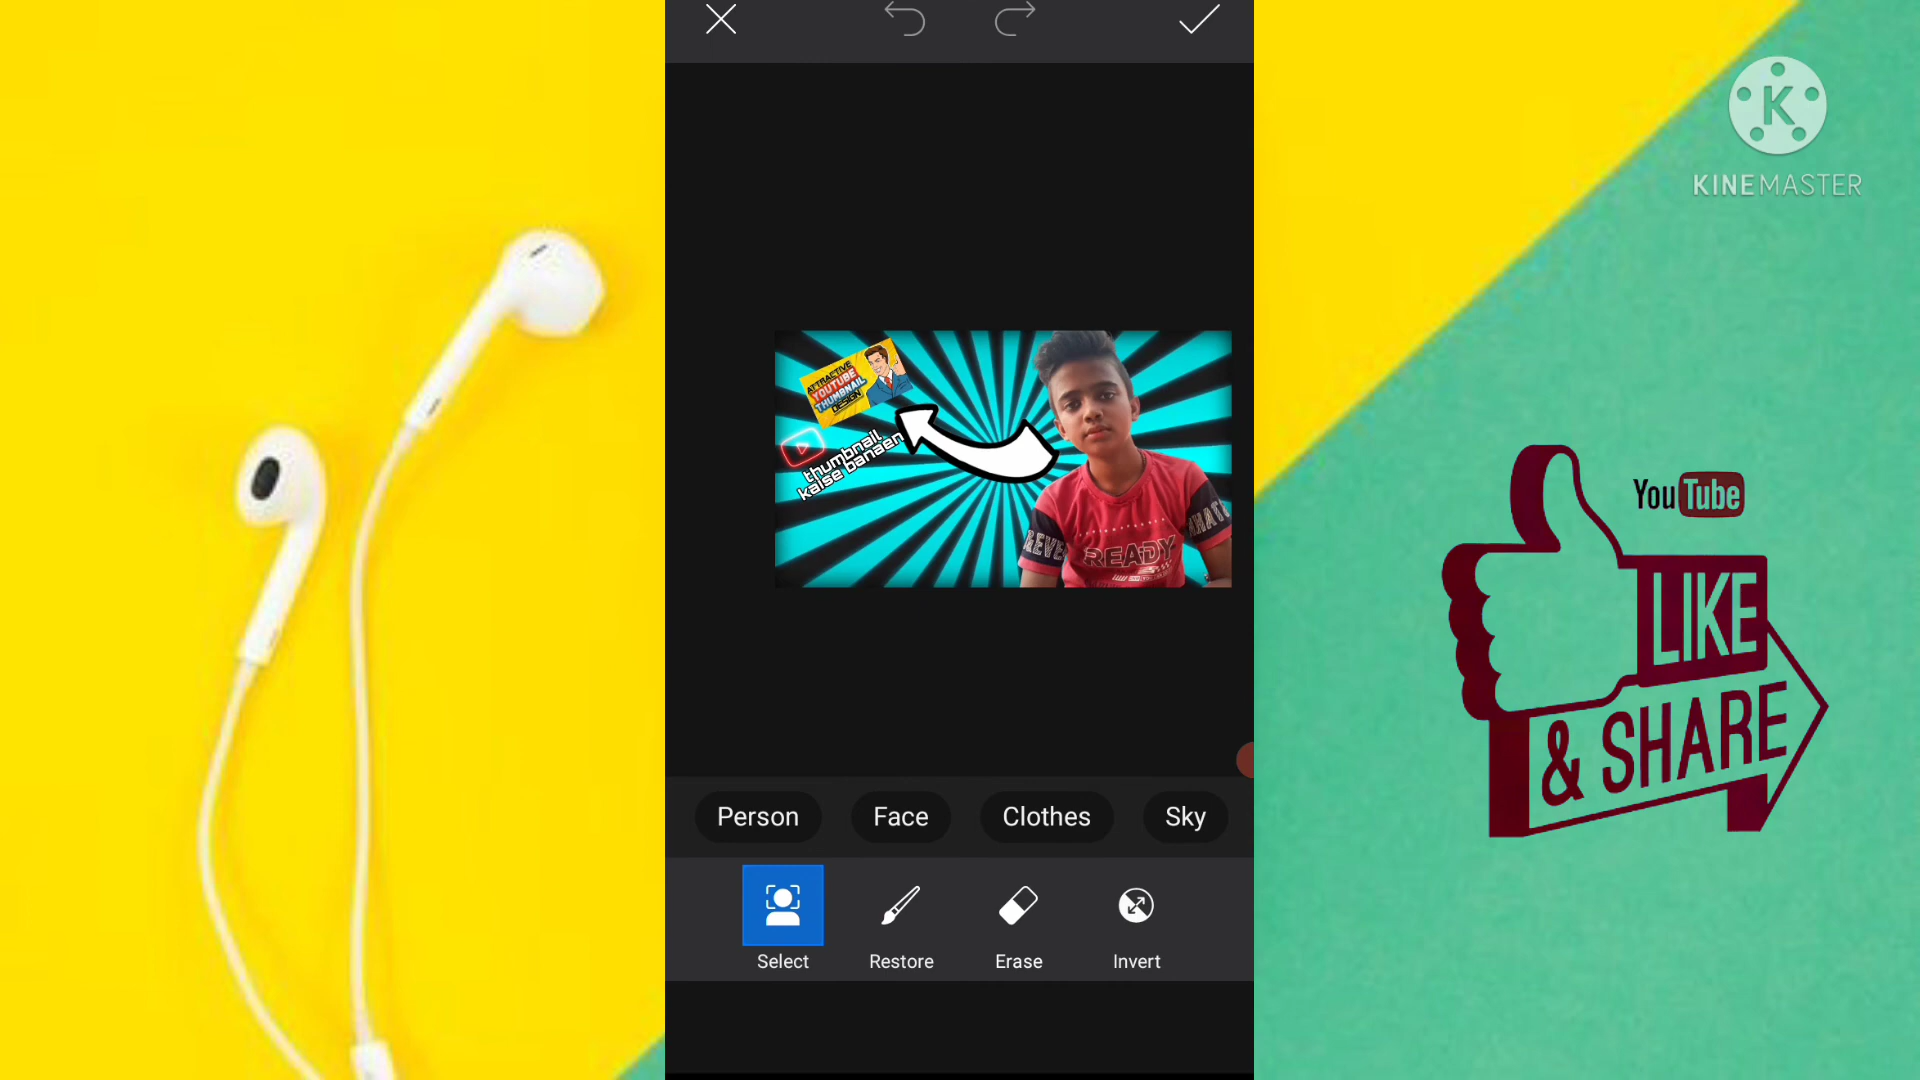 KINEMASTER
K
ATTRACTIVE
YOUTUBE
THUMBNAIL
DESIGN
thumbnail
kaise banaen
READY
YouTube
LIKE
& SHARE
Person
Face
Clothes
Sky
Select
Restore
Erase
Invert